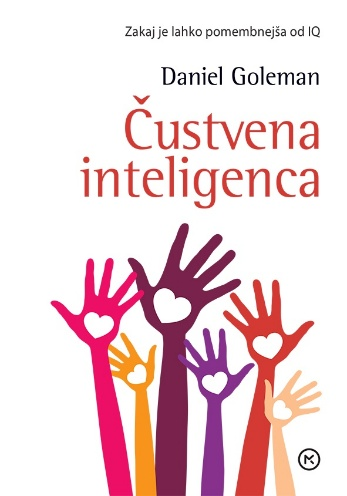 Zakaj je lahko pomembnejša od IQ
Daniel Goleman
Čustvena
inteligenca